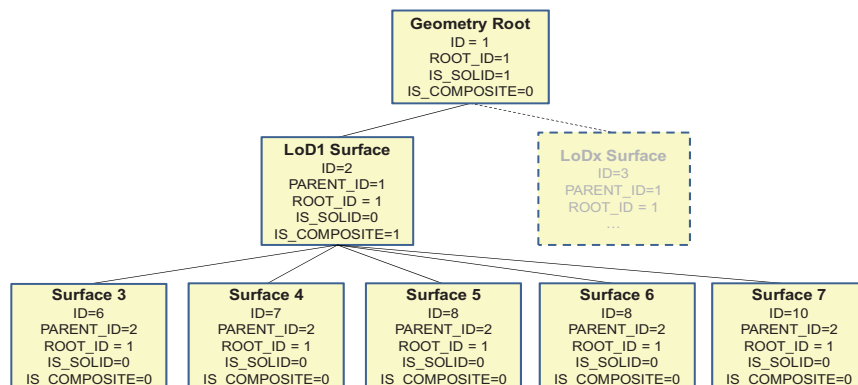 Geometry Root
ID = 1
ROOT_ID=1
IS_SOLID=1
IS_COMPOSITE=0
LoD1 Surface
ID=2
PARENT_ID=1
ROOT_ID = 1
IS_SOLID=0
IS_COMPOSITE=1
LoDx Surface
ID=3
PARENT_ID=1
ROOT_ID = 1
...
Surface 3
ID=6
PARENT_ID=2
ROOT_ID = 1
IS_SOLID=0
IS_COMPOSITE=0
Surface 4
ID=7
PARENT_ID=2
ROOT_ID = 1
IS_SOLID=0
IS_COMPOSITE=0
Surface 5
ID=8
PARENT_ID=2
ROOT_ID = 1
IS_SOLID=0
IS_COMPOSITE=0
Surface 6
ID=8
PARENT_ID=2
ROOT_ID = 1
IS_SOLID=0
IS_COMPOSITE=0
Surface 7
ID=10
PARENT_ID=2
ROOT_ID = 1
IS_SOLID=0
IS_COMPOSITE=0